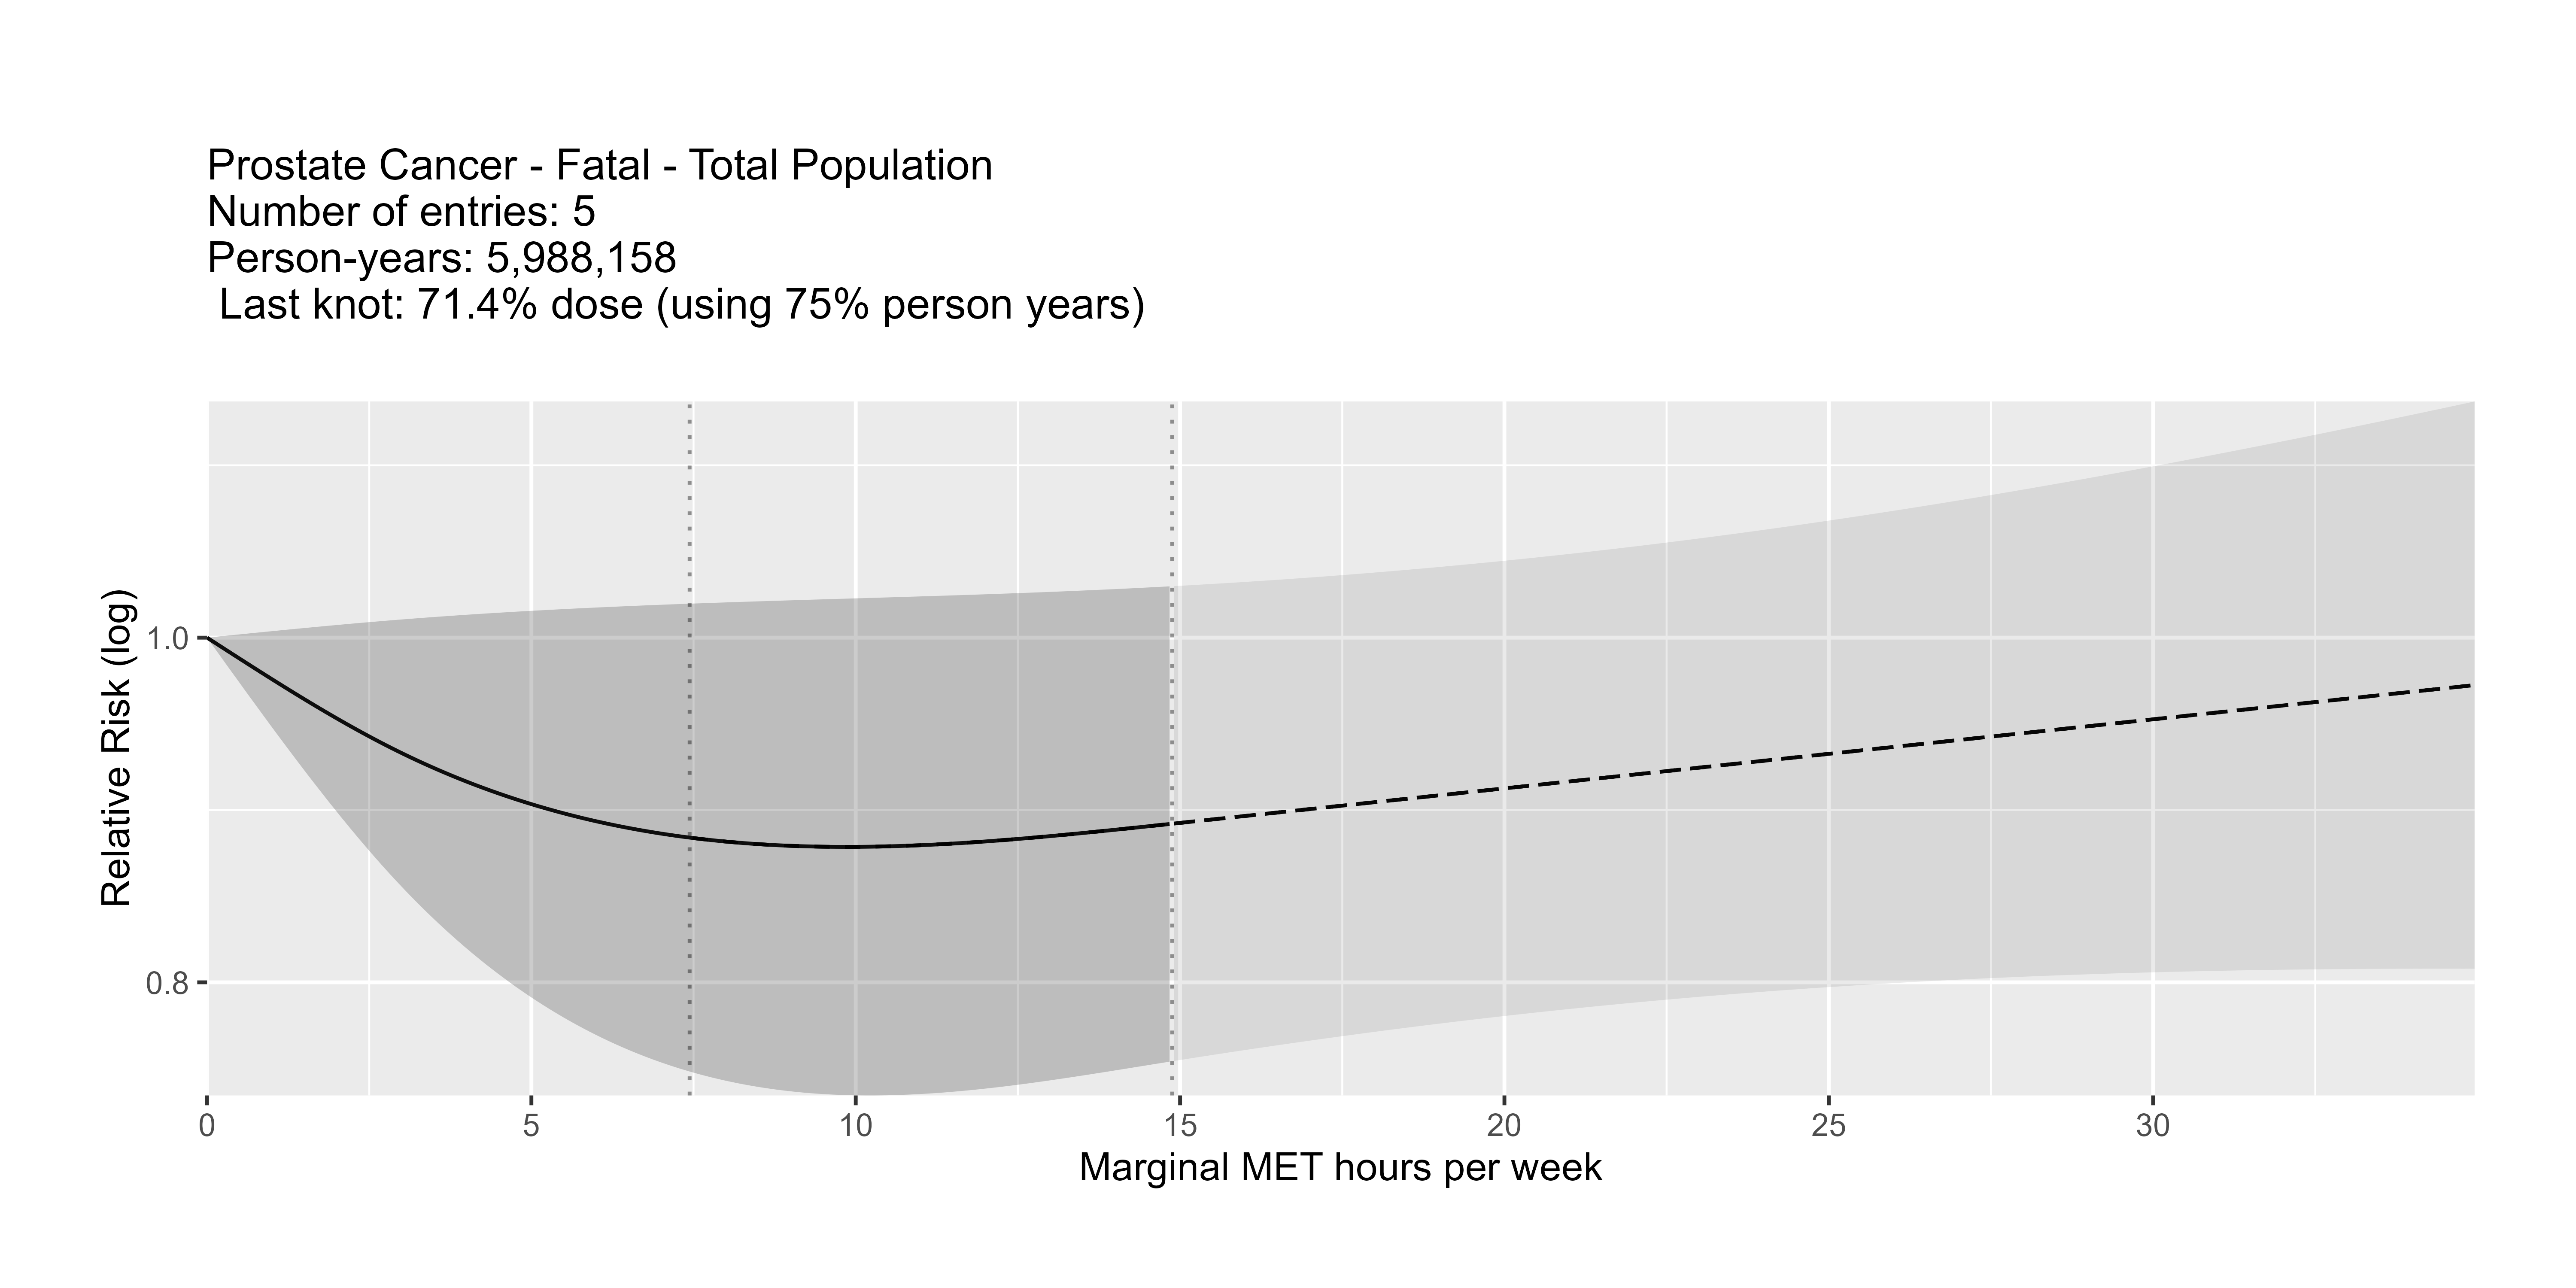 Prostate Cancer - Fatal - Total Population
Number of entries: 5
Person-years: 5,988,158
Last knot: 71.4% dose (using 75% person years)
Relative Risk (log)
1.0
0.8
0
5
10
15
20
25
30
Marginal MET hours per week